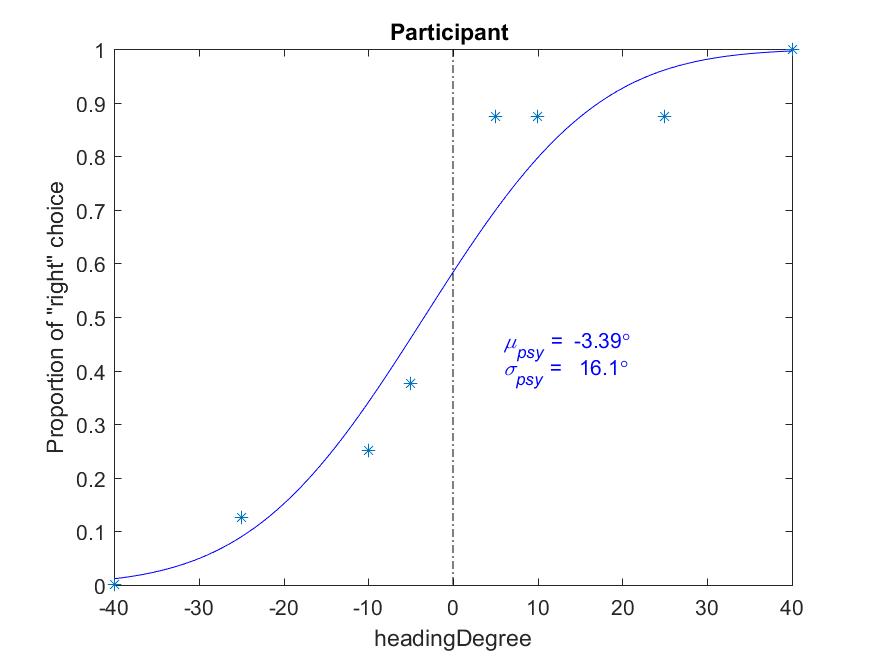 Participant
1
0.9
0.8
0.7
0.6
0.5
0.4
0.3
0.2
0.1
0
Proportion of "right" choice
μpsy = -3.39°
σpsy = 16.1°
-40 -30 -20 -10 0 10 20 30 40
headingDegree